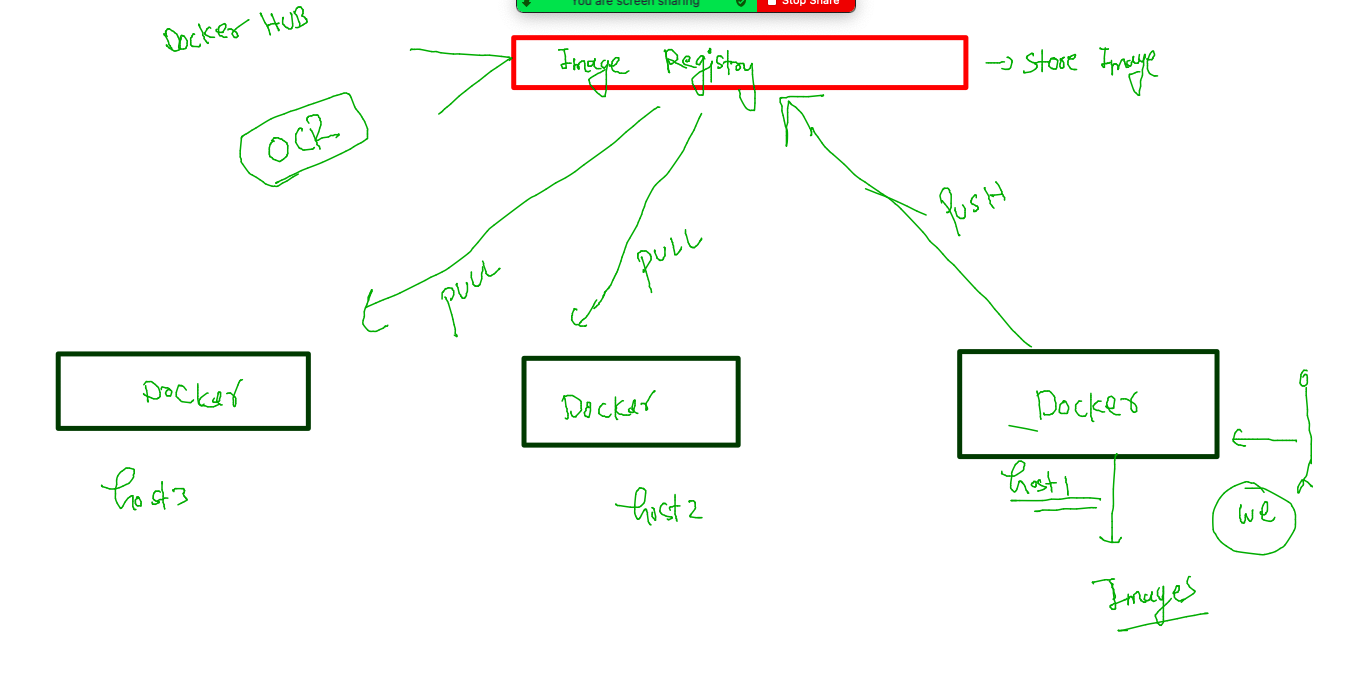 You are screen sharing
Stop Share
Docker HUB
Image Registry
→ Store Image
OCR
PUSH
PULL
PULL
Docker
Docker
Docker
host3
host2
host1
we
Images